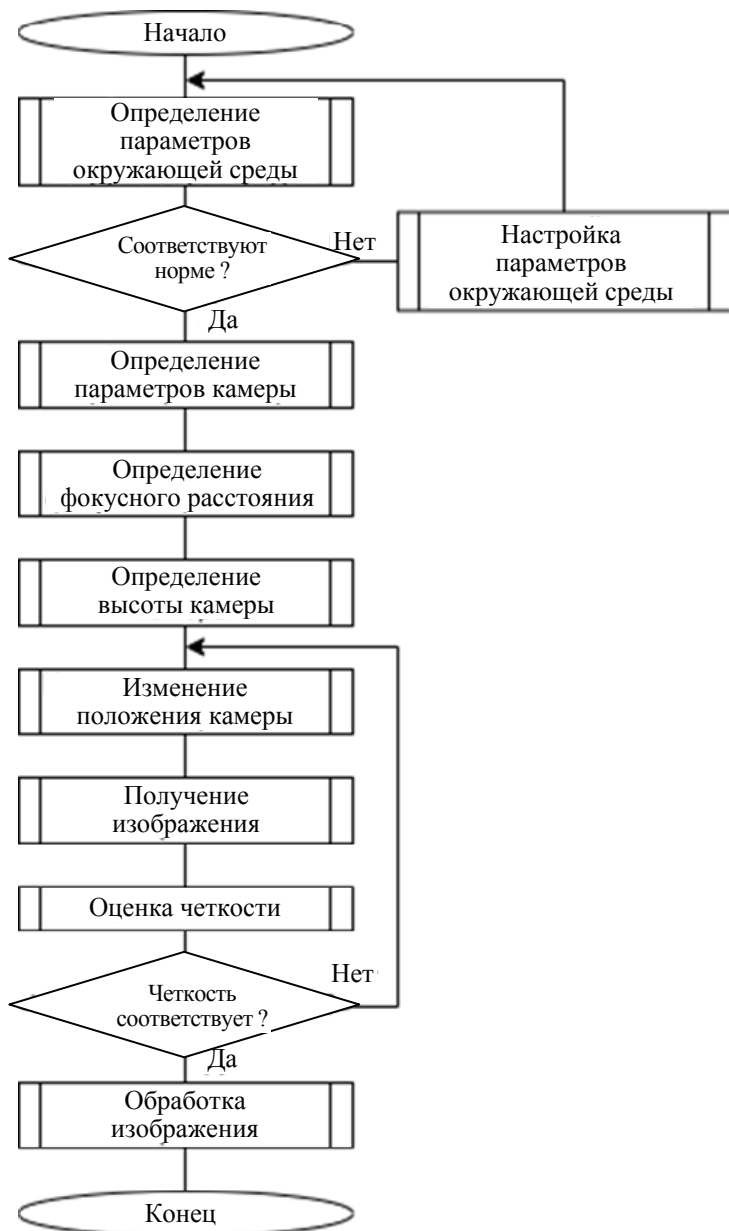 Начало
Определение
параметров
окружающей среды
Соответствуют
норме ?
Нет
Настройка
параметров
окружающей среды
Да
Определение
параметров камеры
Определение
фокусного расстояния
Определение
высоты камеры
Изменение
положения камеры
Получение
изображения
Оценка четкости
Четкость
соответствует ?
Нет
Да
Обработка
изображения
Конец